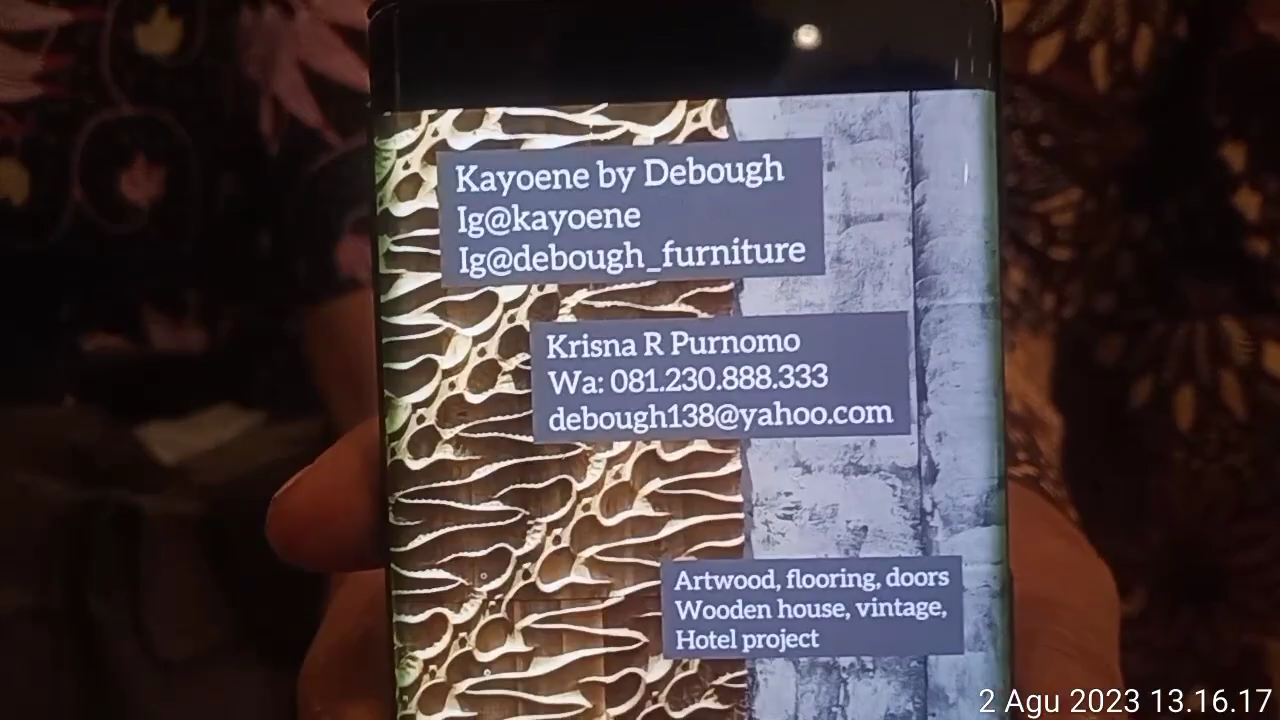 Kayoene by Debough
Ig@kayoene
Ig@debough_furniture
Krisna R Purnomo
Wa: 081.230.888.333
debough138@yahoo.com
Artwood, flooring, doors
Wooden house, vintage,
Hotel project
2 Agu 2023 13.16.17